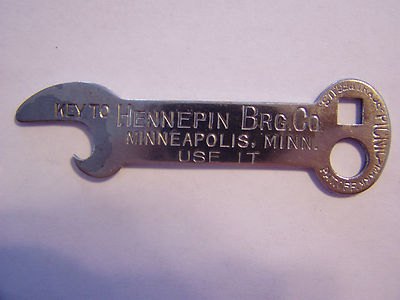 KEY TO HENNEPIN BRG. CO.
MINNEAPOLIS, MINN.
USE IT